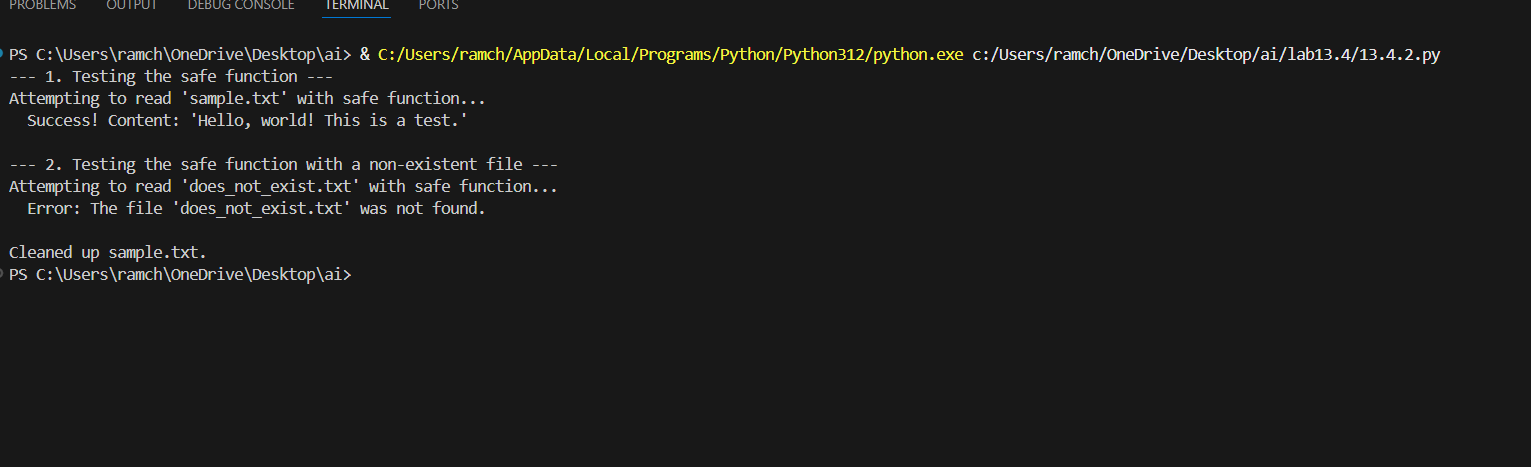 PROBLEMS OUTPUT DEBUG CONSOLE TERMINAL PORTS
PS C:\Users\ramch\OneDrive\Desktop\ai> & C:/Users/ramch/AppData/Local/Programs/Python/Python312/python.exe c:/Users/ramch/OneDrive/Desktop/ai/lab13.4/13.4.2.py
--- 1. Testing the safe function ---
Attempting to read 'sample.txt' with safe function...
  Success! Content: 'Hello, world! This is a test.'

--- 2. Testing the safe function with a non-existent file ---
Attempting to read 'does_not_exist.txt' with safe function...
  Error: The file 'does_not_exist.txt' was not found.

Cleaned up sample.txt.
PS C:\Users\ramch\OneDrive\Desktop\ai>